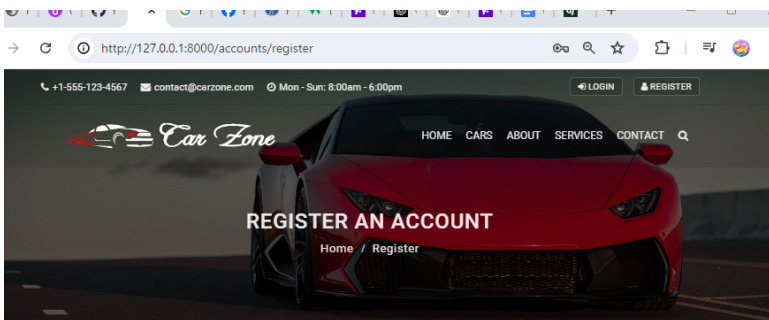 http://127.0.0.1:8000/accounts/register
+1-555-123-4567 contact@carzone.com Mon - Sun: 8:00am - 6:00pm LOGIN REGISTER
Car Zone HOME CARS ABOUT SERVICES CONTACT
REGISTER AN ACCOUNT
Home / Register